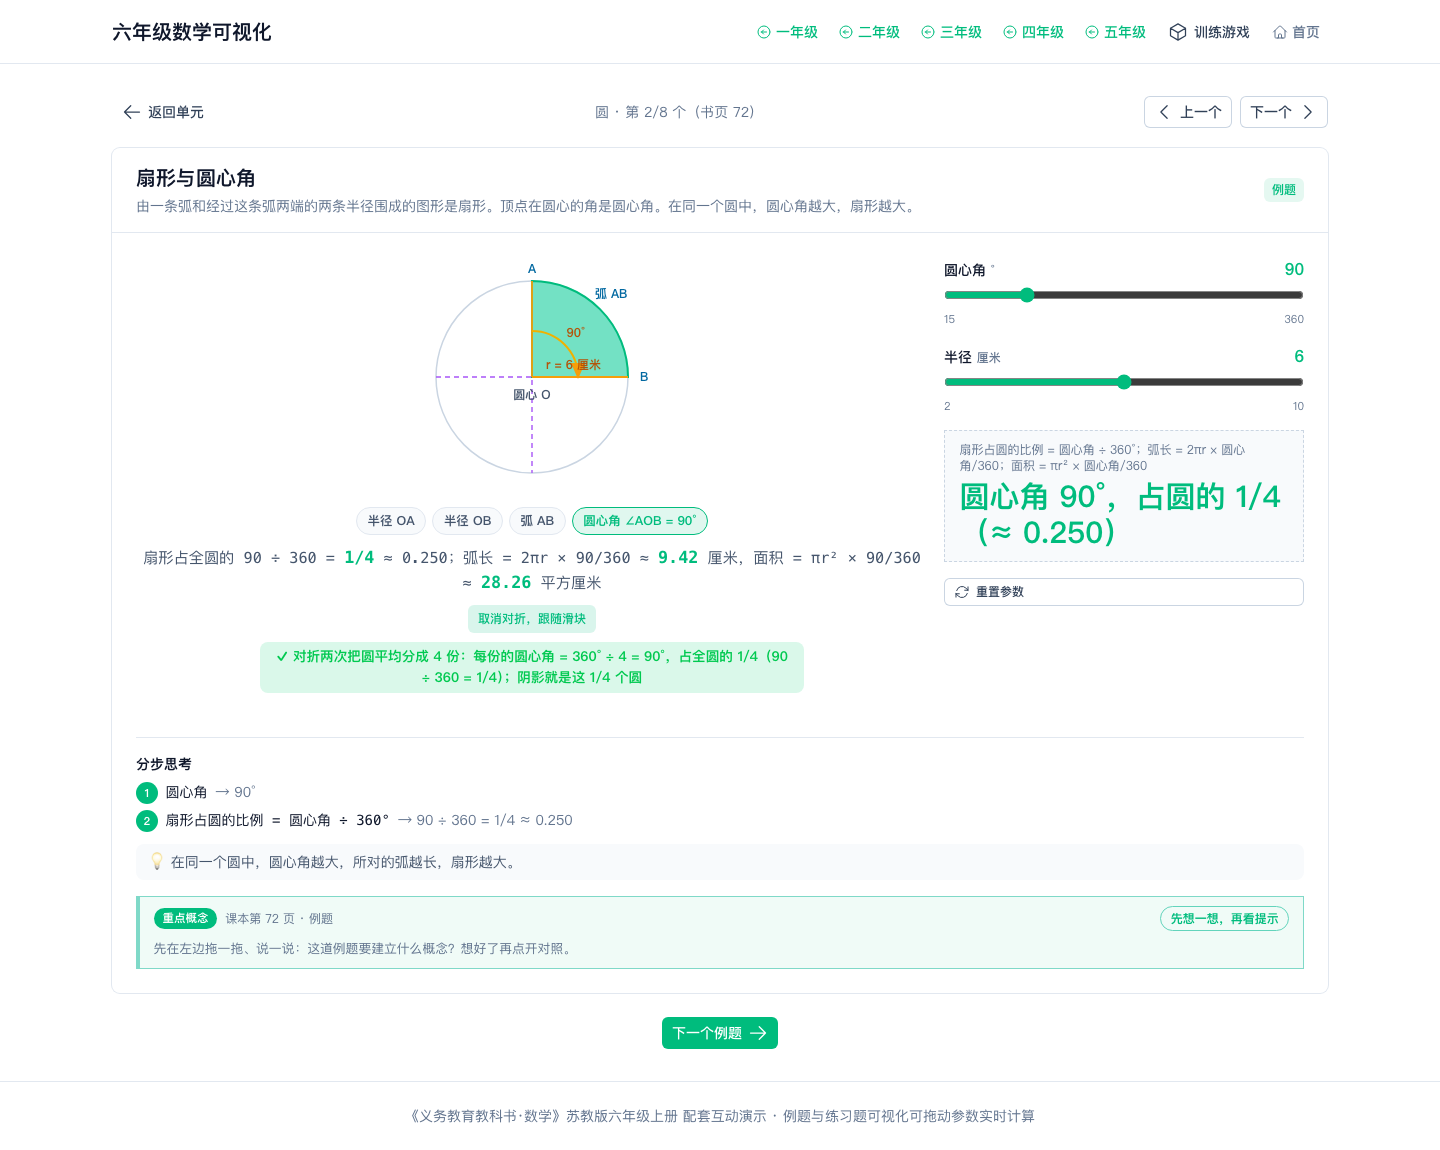 六年级数学可视化
一年级 二年级 三年级 四年级 五年级 训练游戏 首页
返回单元
圆 · 第 2/8 个（书页 72）
上一个 下一个
扇形与圆心角
由一条弧和经过这条弧两端的两条半径围成的图形是扇形。顶点在圆心的角是圆心角。在同一个圆中，圆心角越大，扇形越大。
例题
A
弧 AB
90°
r = 6 厘米
B
圆心 O
半径 OA 半径 OB 弧 AB 圆心角 ∠AOB = 90°
扇形占全圆的 90 ÷ 360 = 1/4 ≈ 0.250；弧长 = 2πr × 90/360 ≈ 9.42 厘米，面积 = πr² × 90/360
≈ 28.26 平方厘米
取消对折，跟随滑块
✓ 对折两次把圆平均分成 4 份：每份的圆心角 = 360° ÷ 4 = 90°，占全圆的 1/4（90
÷ 360 = 1/4）；阴影就是这 1/4 个圆
圆心角 ° 90
15 360
半径 厘米 6
2 10
扇形占圆的比例 = 圆心角 ÷ 360°；弧长 = 2πr × 圆心
角/360；面积 = πr² × 圆心角/360
圆心角 90°，占圆的 1/4
（≈ 0.250）
重置参数
分步思考
1 圆心角 → 90°
2 扇形占圆的比例 = 圆心角 ÷ 360° → 90 ÷ 360 = 1/4 ≈ 0.250
💡 在同一个圆中，圆心角越大，所对的弧越长，扇形越大。
重点概念 课本第 72 页 · 例题
先想一想，再看提示
先在左边拖一拖、说一说：这道例题要建立什么概念？想好了再点开对照。
下一个例题 →
《义务教育教科书·数学》苏教版六年级上册 配套互动演示 · 例题与练习题可视化可拖动参数实时计算